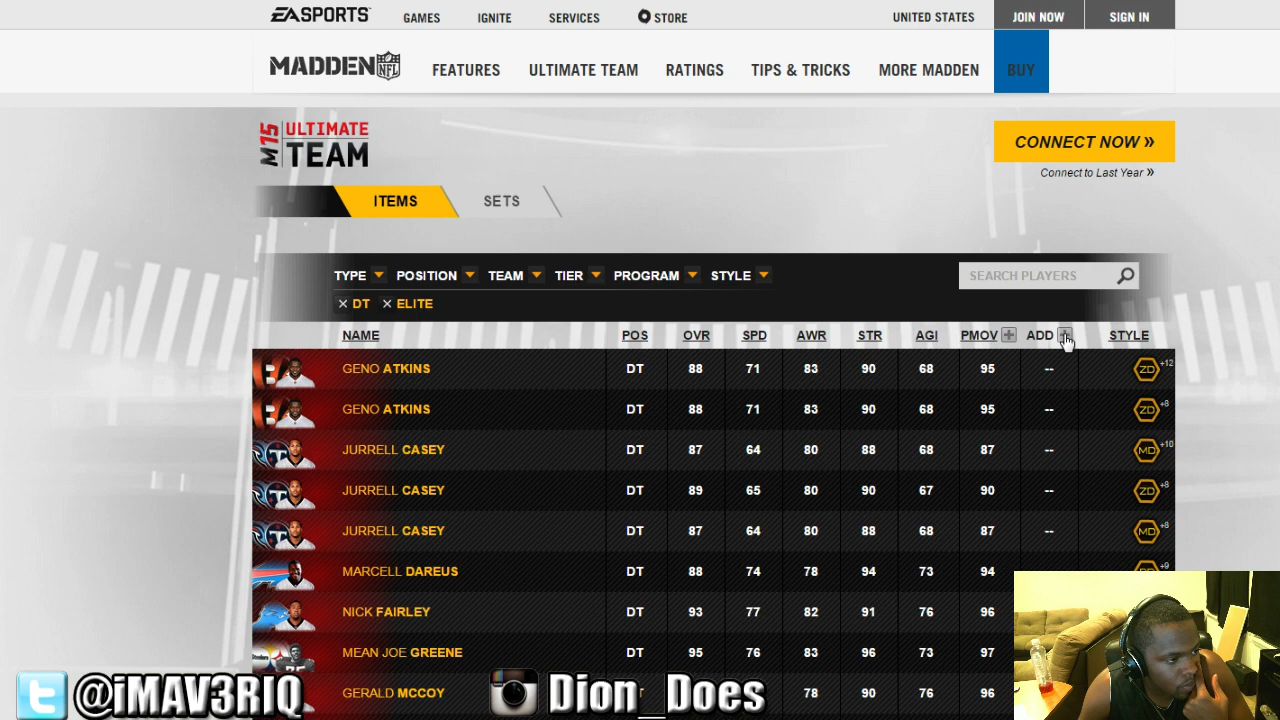 EA SPORTS GAMES IGNITE SERVICES STORE UNITED STATES JOIN NOW SIGN IN
MADDEN NFL FEATURES ULTIMATE TEAM RATINGS TIPS & TRICKS MORE MADDEN BUY
M15 ULTIMATE TEAM
CONNECT NOW »
Connect to Last Year »
ITEMS SETS
TYPE POSITION TEAM TIER PROGRAM STYLE SEARCH PLAYERS
× DT × ELITE
NAME POS OVR SPD AWR STR AGI PMOV + ADD + STYLE
GENO ATKINS DT 88 71 83 90 68 95 -- ZD +12
GENO ATKINS DT 88 71 83 90 68 95 -- ZD +8
JURRELL CASEY DT 87 64 80 88 68 87 -- MD +10
JURRELL CASEY DT 89 65 80 90 67 90 -- ZD +8
JURRELL CASEY DT 87 64 80 88 68 87 -- MD +8
MARCELL DAREUS DT 88 74 78 94 73 94 -- +9
NICK FAIRLEY DT 93 77 82 91 76 96
MEAN JOE GREENE DT 95 76 83 96 73 97
GERALD MCCOY 78 90 76 96
@iMAV3RIQ Dion_Does